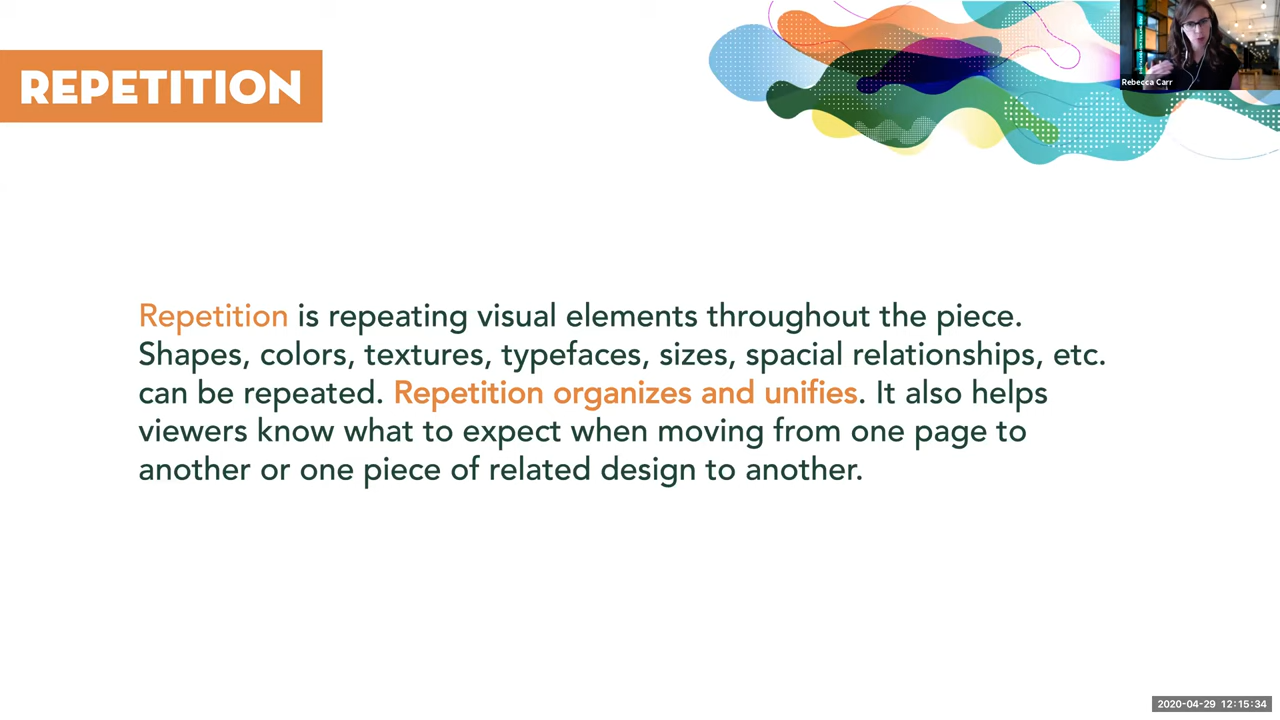 REPETITION
Rebecca Carr
Repetition is repeating visual elements throughout the piece.
Shapes, colors, textures, typefaces, sizes, spacial relationships, etc.
can be repeated. Repetition organizes and unifies. It also helps
viewers know what to expect when moving from one page to
another or one piece of related design to another.
2020-04-29 12:15:34